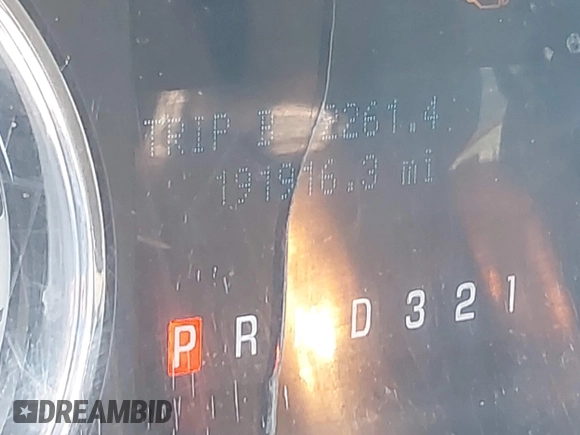 TRIP 2261.4
191916.3 mi
P R D 3 2 1
DREAMBID